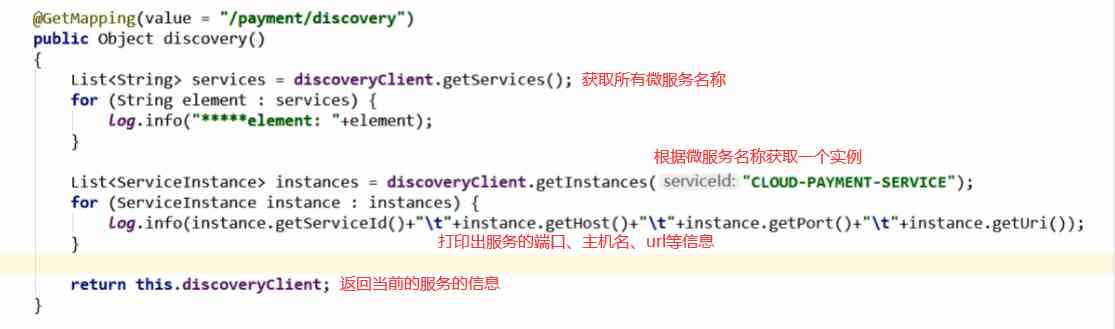 @GetMapping(value = "/payment/discovery")
public Object discovery()
{
List<String> services = discoveryClient.getServices(); 获取所有微服务名称
for (String element : services) {
log.info("*****element: "+element);
}
根据微服务名称获取一个实例
List<ServiceInstance> instances = discoveryClient.getInstances( serviceId: "CLOUD-PAYMENT-SERVICE");
for (ServiceInstance instance : instances) {
log.info(instance.getServiceId()+"\t"+instance.getHost()+"\t"+instance.getPort()+"\t"+instance.getUri());
} 打印出服务的端口、主机名、url等信息
return this.discoveryClient; 返回当前的服务的信息
}